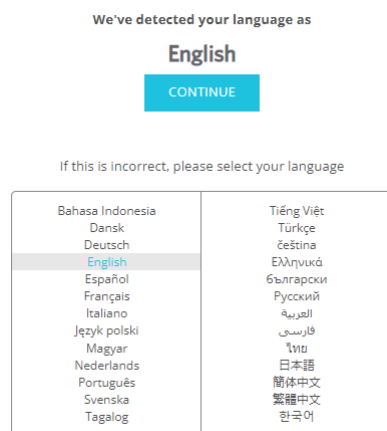 We've detected your language as
English
CONTINUE
If this is incorrect, please select your language
Bahasa Indonesia
Dansk
Deutsch
English
Español
Français
Italiano
Język polski
Magyar
Nederlands
Português
Svenska
Tagalog
Tiếng Việt
Türkçe
čeština
Ελληνικά
български
Русский
العربية
فارسی
ไทย
日本語
簡体中文
繁體中文
한국어